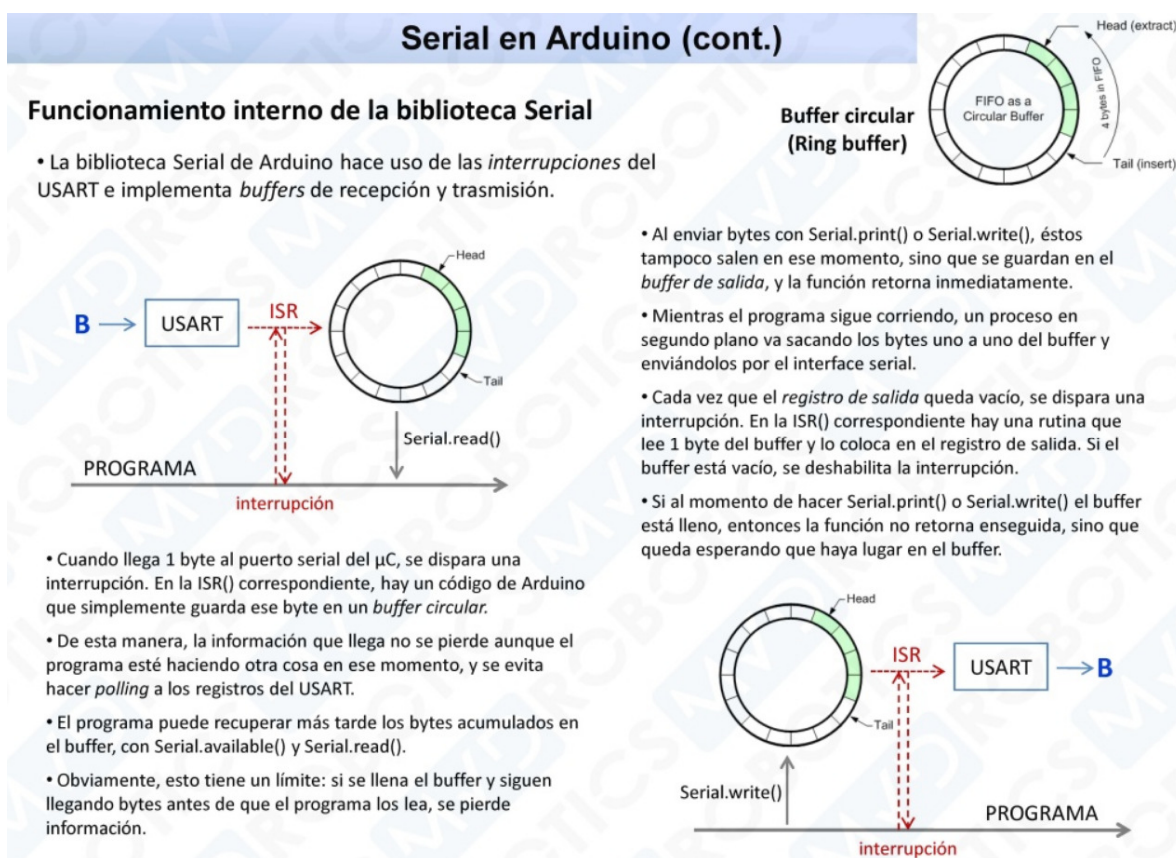 Serial en Arduino (cont.)
Funcionamiento interno de la biblioteca Serial
• La biblioteca Serial de Arduino hace uso de las interrupciones del
USART e implementa buffers de recepción y trasmisión.
Buffer circular
(Ring buffer)
FIFO as a
Circular Buffer
Head (extract)
4 bytes in FIFO
Tail (insert)
B
USART
ISR
Head
Tail
Serial.read()
PROGRAMA
interrupción
• Cuando llega 1 byte al puerto serial del µC, se dispara una
interrupción. En la ISR() correspondiente, hay un código de Arduino
que simplemente guarda ese byte en un buffer circular.
• De esta manera, la información que llega no se pierde aunque el
programa esté haciendo otra cosa en ese momento, y se evita
hacer polling a los registros del USART.
• El programa puede recuperar más tarde los bytes acumulados en
el buffer, con Serial.available() y Serial.read().
• Obviamente, esto tiene un límite: si se llena el buffer y siguen
llegando bytes antes de que el programa los lea, se pierde
información.
• Al enviar bytes con Serial.print() o Serial.write(), éstos
tampoco salen en ese momento, sino que se guardan en el
buffer de salida, y la función retorna inmediatamente.
• Mientras el programa sigue corriendo, un proceso en
segundo plano va sacando los bytes uno a uno del buffer y
enviándolos por el interface serial.
• Cada vez que el registro de salida queda vacío, se dispara una
interrupción. En la ISR() correspondiente hay una rutina que
lee 1 byte del buffer y lo coloca en el registro de salida. Si el
buffer está vacío, se deshabilita la interrupción.
• Si al momento de hacer Serial.print() o Serial.write() el buffer
está lleno, entonces la función no retorna enseguida, sino que
queda esperando que haya lugar en el buffer.
Head
Tail
ISR
USART
B
Serial.write()
PROGRAMA
interrupción
MVD ROBOTICS